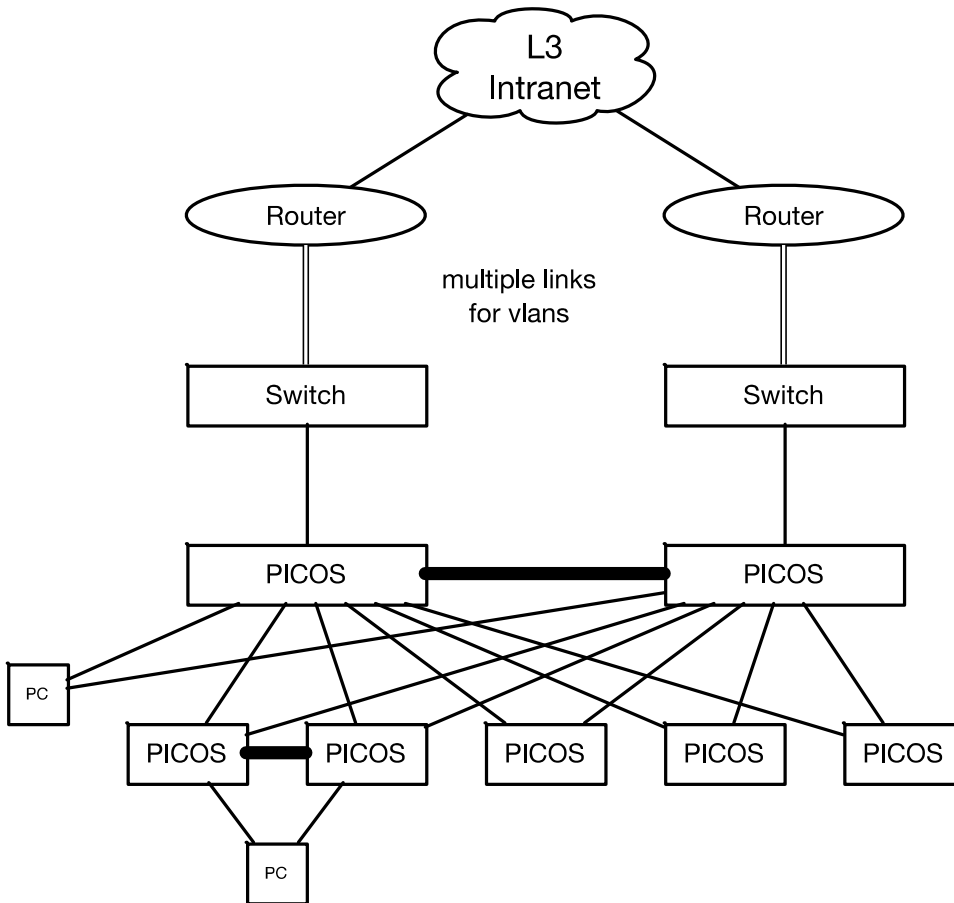 L3
Intranet
Router
Router
multiple links
for vlans
Switch
Switch
PICOS
PICOS
PC
PICOS
PICOS
PICOS
PICOS
PICOS
PC